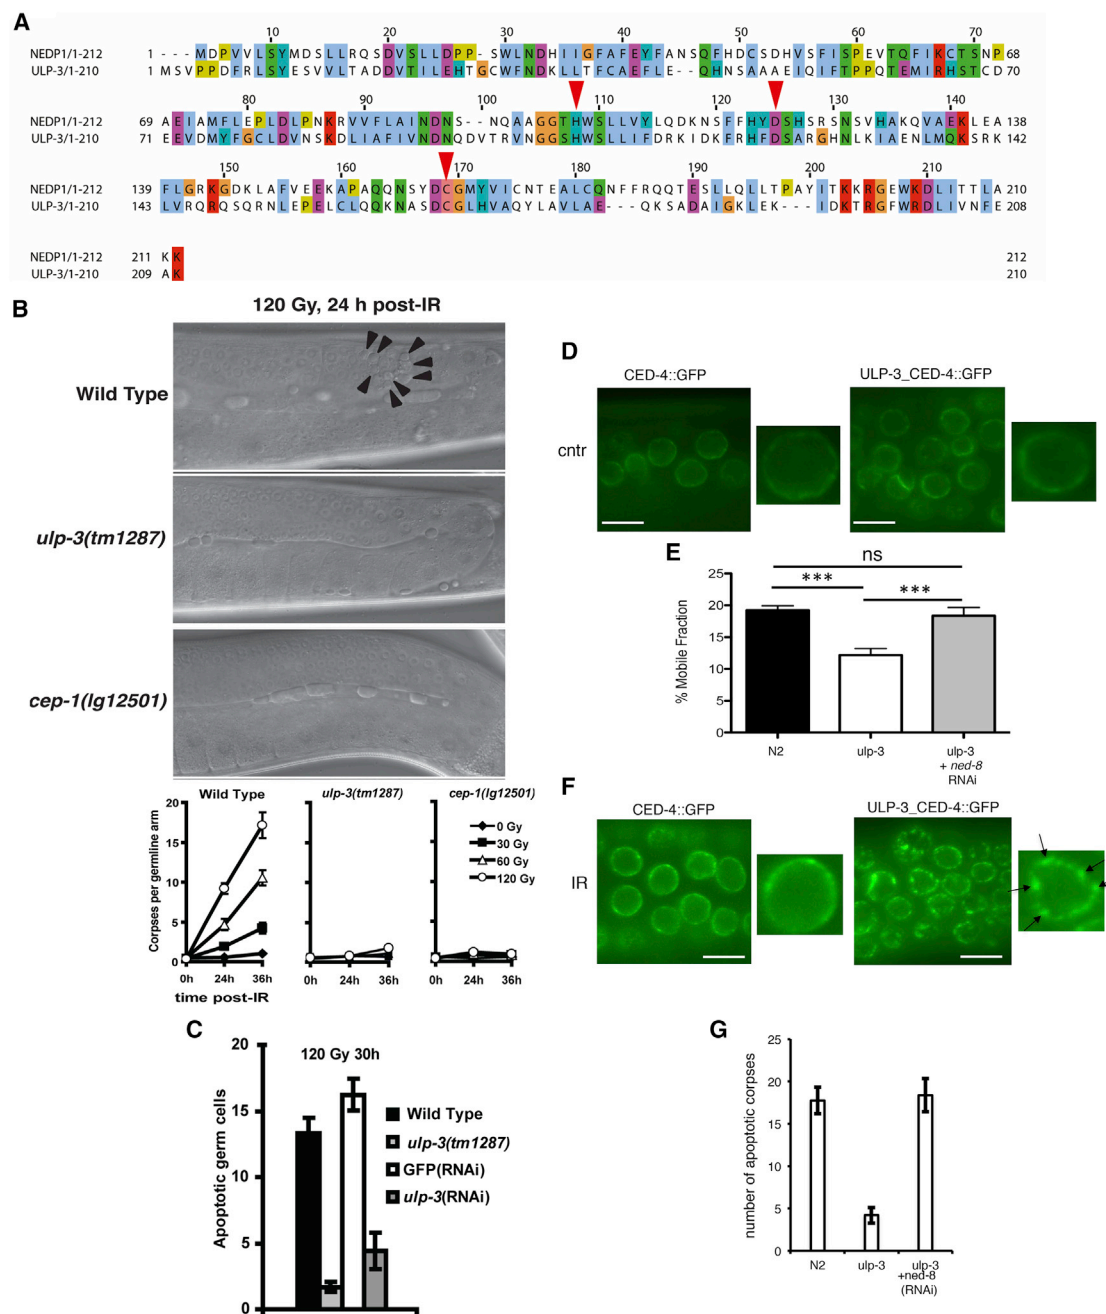 A
10 20 30 40 50 60 70
NEDP1/1-212 1 - - - M D P V V L S Y M D S L L R Q S D V S L L D P P - S W L N D H I I G F A F E Y F A N S Q F H D C S D H V S F I S P E V T Q F I K C T S N P 68
ULP-3/1-210 1 M S V P P D F R L S Y E S V V L T A D D V T I L E H T G C W F N D K L L T F C A E F L E - - Q H N S A A A E I Q I F T P P Q T E M I R H S T C D 70
80 90 100 110 120 130 140
NEDP1/1-212 69 A E I A M F L E P L D L P N K R V V F L A I N D N S - - N Q A A G G T H W S L L V Y L Q D K N S F F H Y D S H S R S N S V H A K Q V A E K L E A 138
ULP-3/1-210 71 E E V D M Y F G C L D V N S K D L I A F I V N D N Q D V T R V N G G S H W S L L I F D R K I D K F R H F D S A R G H N L K I A E N L M Q K S R K 142
150 160 170 180 190 200 210
NEDP1/1-212 139 F L G R K G D K L A F V E E K A P A Q Q N S Y D C G M Y V I C N T E A L C Q N F F R Q Q T E S L L Q L L T P A Y I T K K R G E W K D L I T T L A 210
ULP-3/1-210 143 L V R Q R Q S Q R N L E P E L C L Q Q K N A S D C G L H V A Q Y L A V L A E - - - Q K S A D A I G K L E K - - - I D K T R G F W R D L I V N F E 208
NEDP1/1-212 211 K K 212
ULP-3/1-210 209 A K 210
B
120 Gy, 24 h post-IR
Wild Type
ulp-3(tm1287)
cep-1(lg12501)
Wild Type ulp-3(tm1287) cep-1(lg12501)
Corpses per germline arm
20
15
10
5
0
0 Gy
30 Gy
60 Gy
120 Gy
0h 24h 36h 0h 24h 36h 0h 24h 36h
time post-IR
C
120 Gy 30h
Apoptotic germ cells
20
15
10
5
0
Wild Type
ulp-3(tm1287)
GFP(RNAi)
ulp-3(RNAi)
D
CED-4::GFP ULP-3_CED-4::GFP
cntr
E
ns
*** ***
% Mobile Fraction
25
20
15
10
5
0
N2 ulp-3 ulp-3
+ ned-8
RNAi
F
CED-4::GFP ULP-3_CED-4::GFP
IR
G
number of apoptotic corpses
25
20
15
10
5
0
N2 ulp-3 ulp-3
+ned-8
(RNAi)